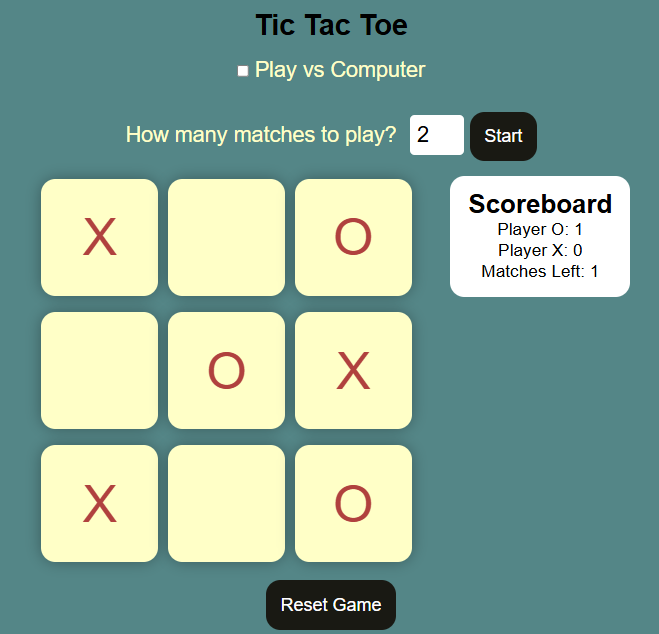 Tic Tac Toe
Play vs Computer
How many matches to play? 2 Start
X O
O X
X O
Scoreboard
Player O: 1
Player X: 0
Matches Left: 1
Reset Game